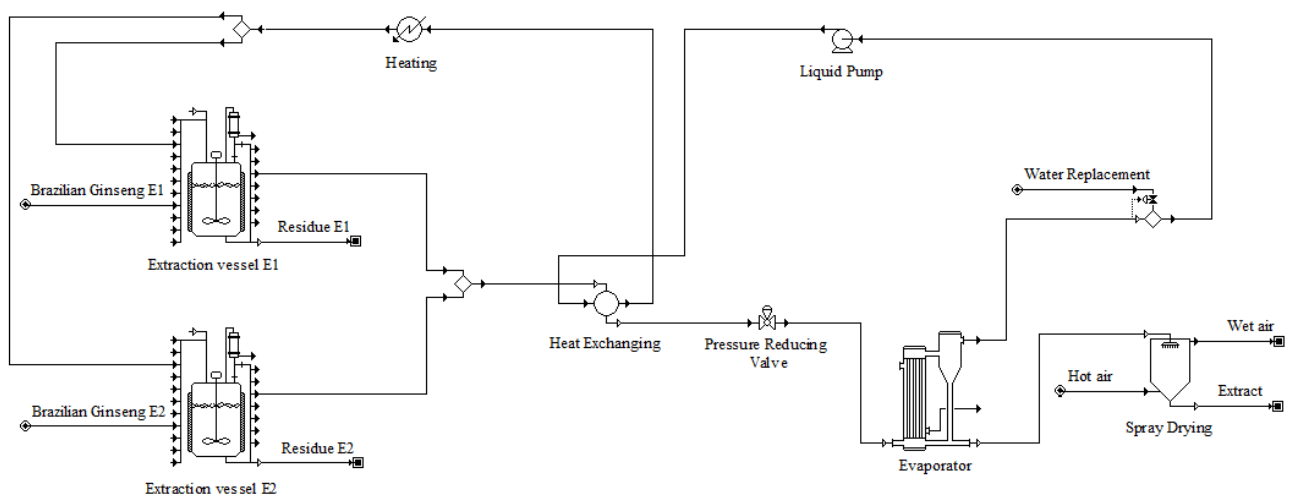 Heating
Liquid Pump
Brazilian Ginseng E1
Residue E1
Extraction vessel E1
Water Replacement
Heat Exchanging
Pressure Reducing
Valve
Wet air
Hot air
Extract
Spray Drying
Brazilian Ginseng E2
Residue E2
Evaporator
Extraction vessel E2